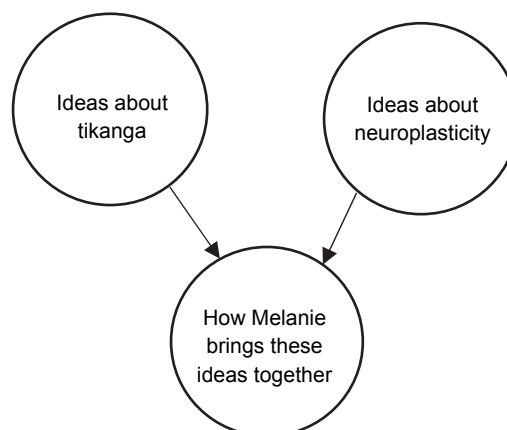 Ideas about
tikanga
Ideas about
neuroplasticity
How Melanie
brings these
ideas together